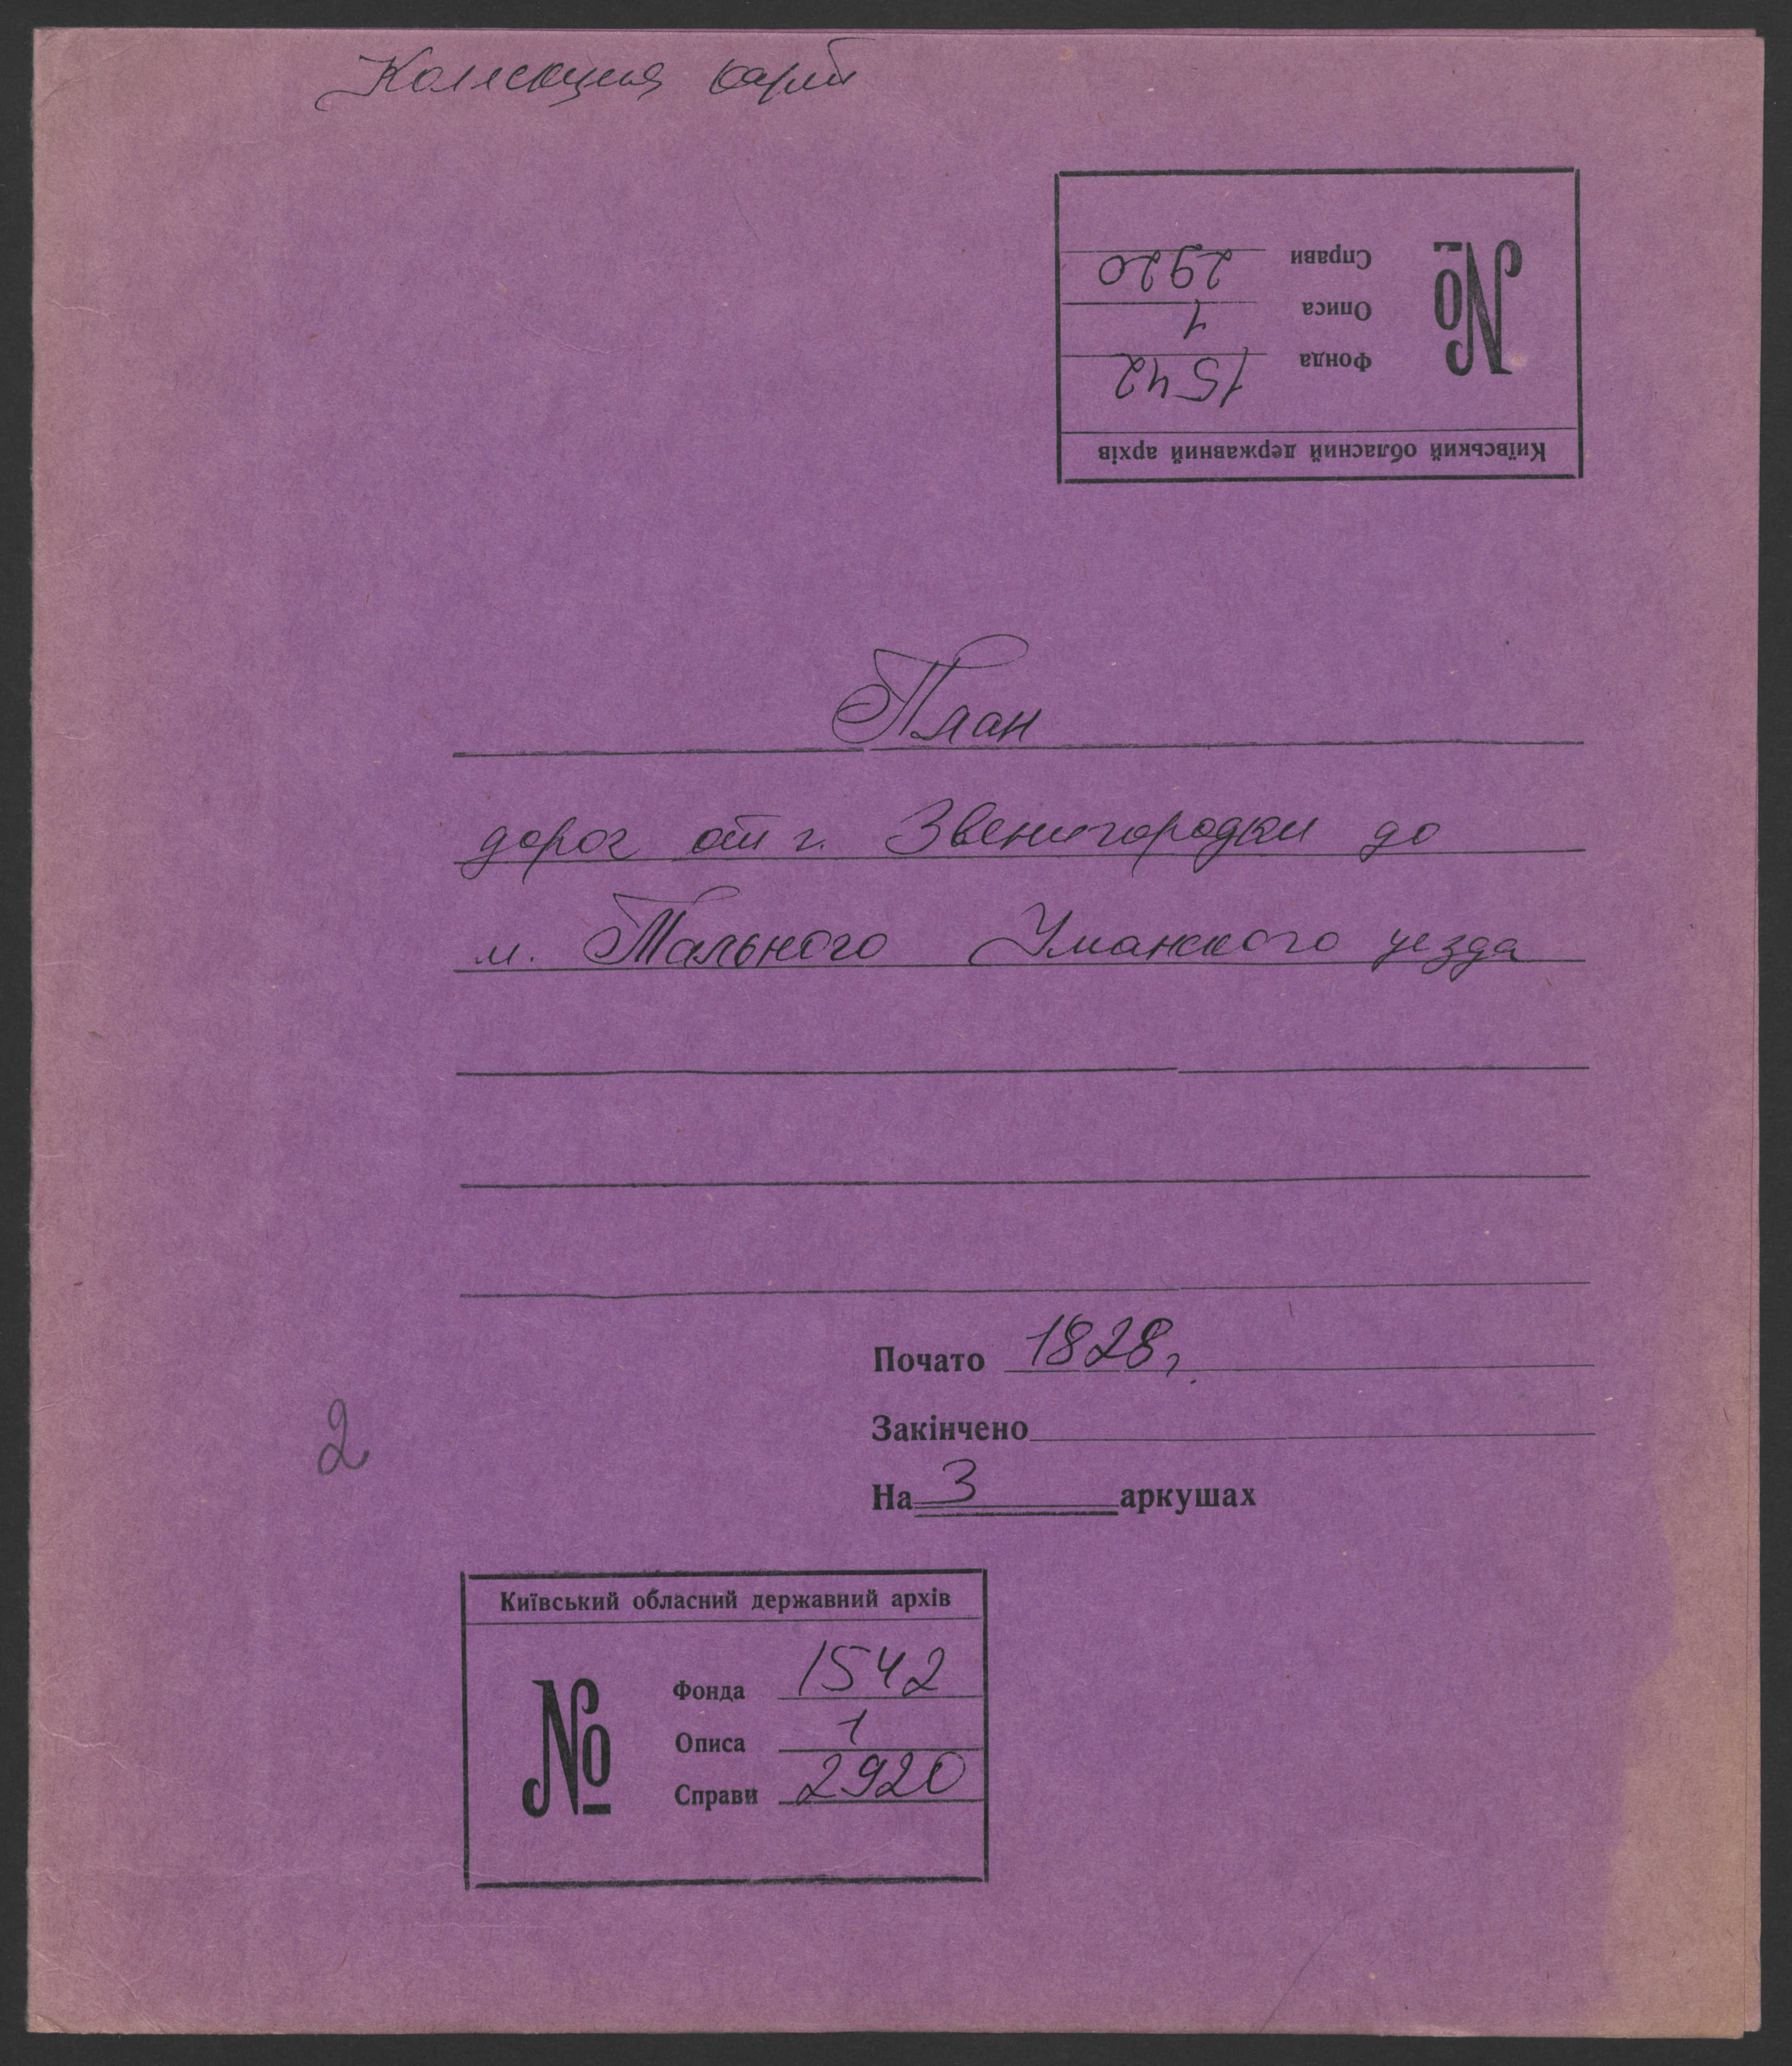 Коллекция карт
Київський обласний державний архів
№
Фонда 1542
Описа 1
Справи 2920
План
дорог от г. Звенигородки до
м. Тального Уманского уезда
Почато 1828 г.
Закінчено
На 3 аркушах
2
Київський обласний державний архів
№
Фонда 1542
Описа 1
Справи 2920